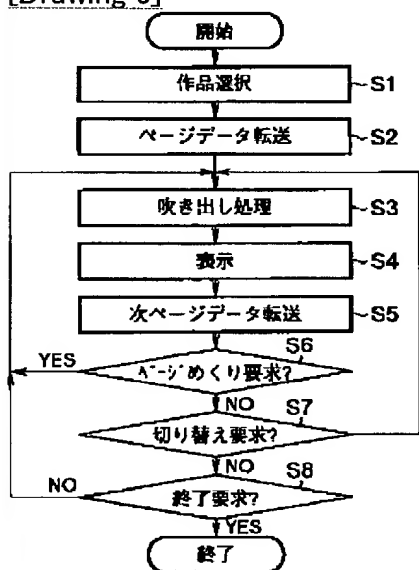 開始
作品選択
S1
ページデータ転送
S2
吹き出し処理
S3
表示
S4
次ページデータ転送
S5
S6
YES
ページめくり要求?
NO
S7
切り替え要求?
NO
S8
NO
終了要求?
YES
終了